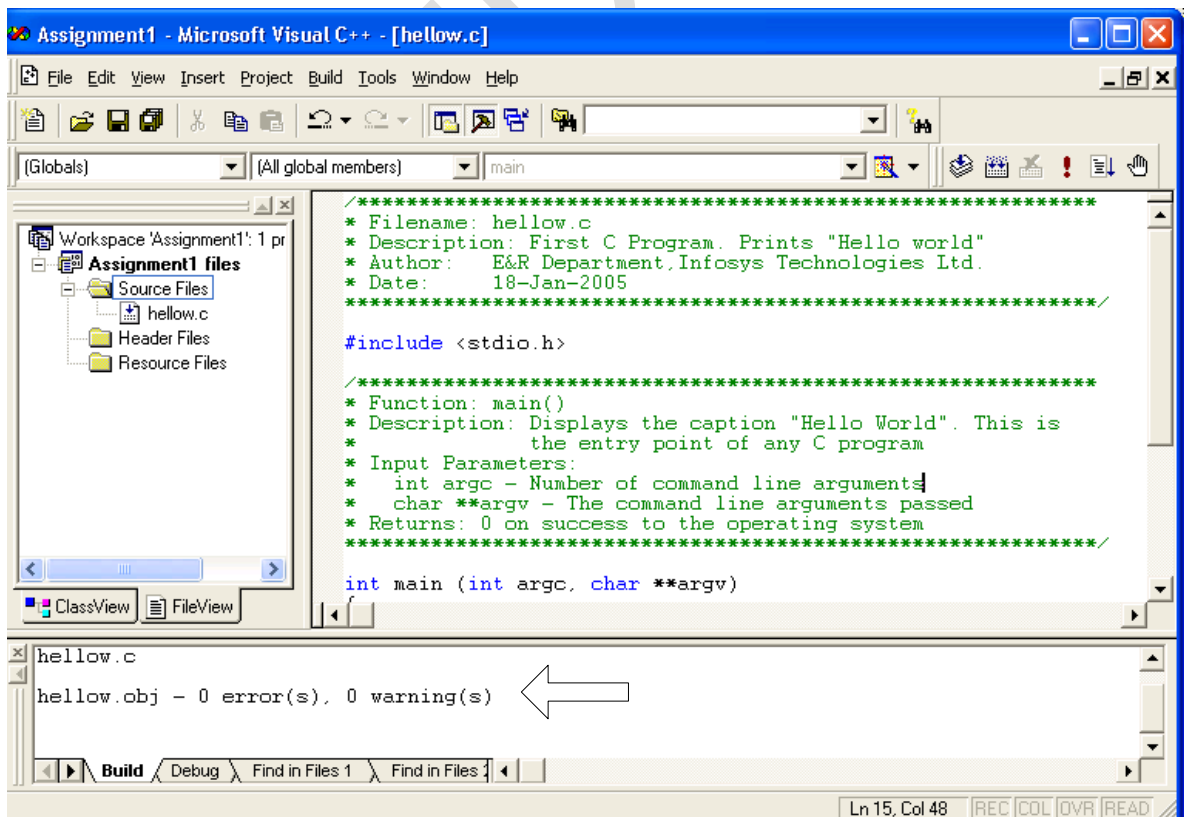 Assignment1 - Microsoft Visual C++ - [hellow.c]
File Edit View Insert Project Build Tools Window Help
(Globals) (All global members) main
Workspace 'Assignment1': 1 pr
Assignment1 files
Source Files
hellow.c
Header Files
Resource Files
ClassView FileView
/************************************************************
* Filename: hellow.c
* Description: First C Program. Prints "Hello world"
* Author: E&R Department,Infosys Technologies Ltd.
* Date: 18-Jan-2005
*************************************************************/
#include <stdio.h>
/************************************************************
* Function: main()
* Description: Displays the caption "Hello World". This is
* the entry point of any C program
* Input Parameters:
* int argc - Number of command line arguments
* char **argv - The command line arguments passed
* Returns: 0 on success to the operating system
*************************************************************/
int main (int argc, char **argv)
{
hellow.c
hellow.obj - 0 error(s), 0 warning(s)
Build Debug Find in Files 1 Find in Files 2
Ln 15, Col 48 REC COL OVR READ